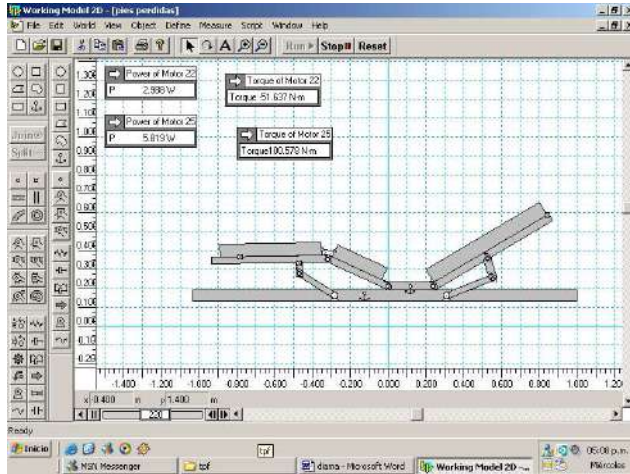 Working Model 2D - [pies perdidas]
File Edit World View Object Define Measure Script Window Help
Run Stop Reset
Power of Motor 22
P 2.988 W
Torque of Motor 22
Torque -51.637 N·m
Power of Motor 25
P 5.819 W
Torque of Motor 25
Torque 100.578 N·m
Join
Split
1.300
1.200
1.100
1.000
0.900
0.800
0.700
0.600
0.500
0.400
0.300
0.200
0.100
0.000
-1.400 -1.200 -1.000 -0.800 -0.600 -0.400 -0.200 0.000 0.200 0.400 0.600 0.800 1.000 1.20
x -0.400 m y 1.400 m
220
Ready
Inicio
tpf
05:08 p.m.
MSN Messenger
tpf
diama - Microsoft Word
Working Model 2D - ...
Miércoles